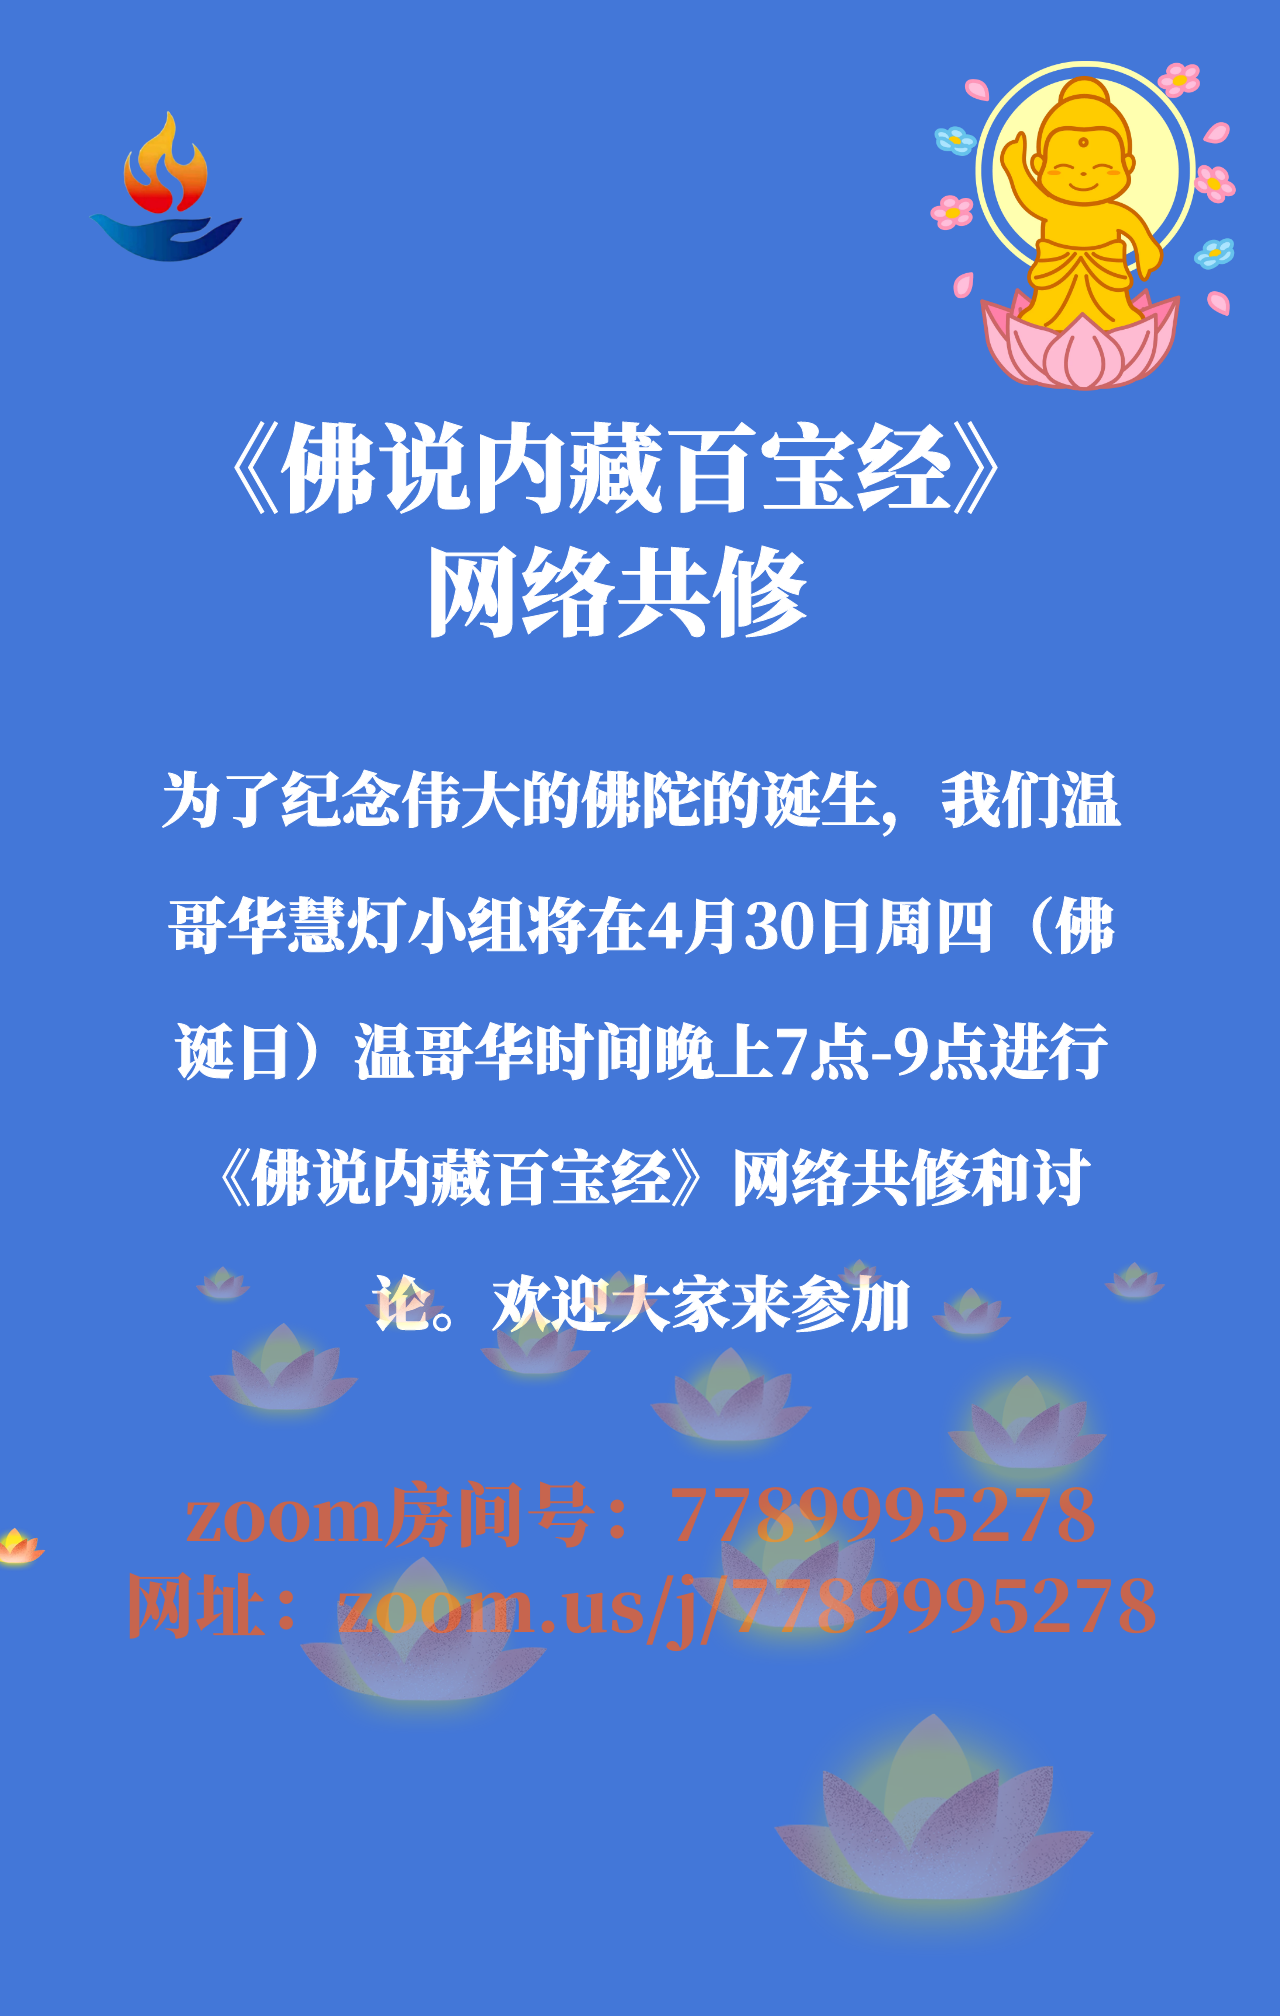 《佛说内藏百宝经》
网络共修
为了纪念伟大的佛陀的诞生，我们温
哥华慧灯小组将在4月30日周四（佛
诞日）温哥华时间晚上7点-9点进行
《佛说内藏百宝经》网络共修和讨
论。欢迎大家来参加
zoom房间号：7789995278
网址：zoom.us/j/7789995278